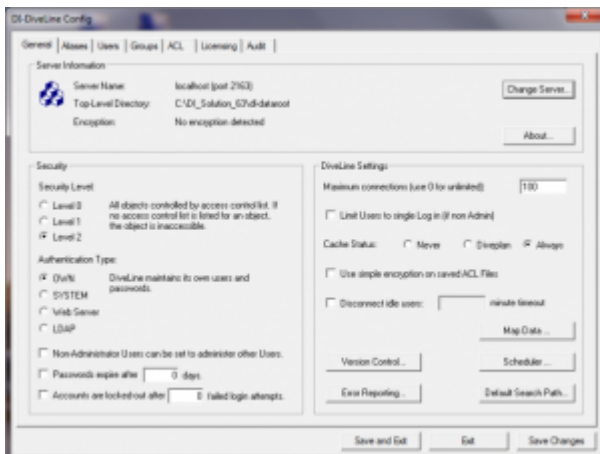 DI-DiveLine Config
General Aliases Users Groups ACL Licensing Audit
Server Information
Server Name: localhost (port 2163)
Change Server...
Top-Level Directory: C:\DI_Solution_63\dl-dataroot
Encryption: No encryption detected
About...
Security
Security Level:
Level 0
Level 1
Level 2
All objects controlled by access control list. If
no access control list is listed for an object,
the object is inaccessible.
Authentication Type:
OWN
SYSTEM
Web Server
LDAP
DiveLine maintains its own users and
passwords.
Non-Administrator Users can be set to administer other Users.
Passwords expire after 0 days.
Accounts are locked out after 0 failed login attempts.
DiveLine Settings
Maximum connections (use 0 for unlimited): 100
Limit Users to single Log in (if non Admin)
Cache Status: Never Diveplan Always
Use simple encryption on saved ACL Files
Disconnect idle users: minute timeout
Map Data ...
Version Control... Scheduler ...
Error Reporting... Default Search Path...
Save and Exit Exit Save Changes